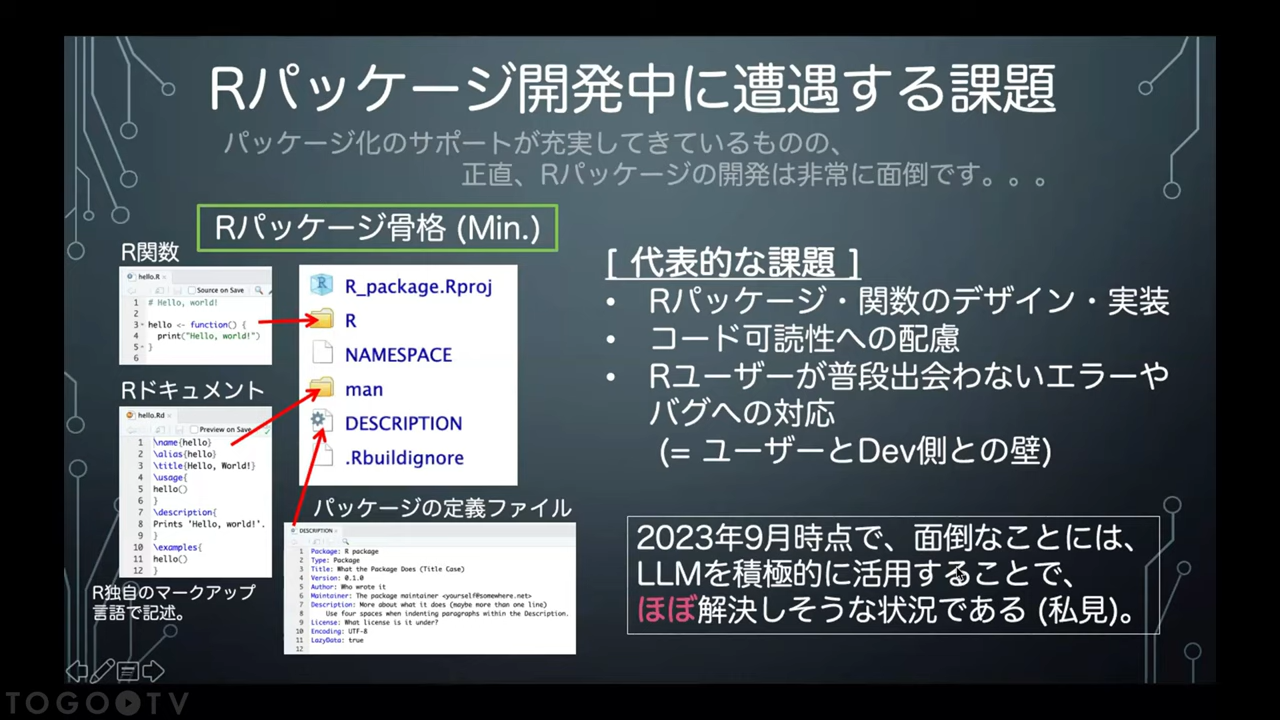 Rパッケージ開発中に遭遇する課題
パッケージ化のサポートが充実してきているものの、
正直、Rパッケージの開発は非常に面倒です。。。
Rパッケージ骨格 (Min.)
R関数
hello.R
Source on Save
1 # Hello, world!
2
3 hello <- function() {
4 print("Hello, world!")
5 }
6
Rドキュメント
hello.Rd
Preview on Save
1 \name{hello}
2 \alias{hello}
3 \title{Hello, World!}
4 \usage{
5 hello()
6 }
7 \description{
8 Prints 'Hello, world!'.
9 }
10 \examples{
11 hello()
12 }
R独自のマークアップ
言語で記述。
R_package.Rproj
R
NAMESPACE
man
DESCRIPTION
.Rbuildignore
パッケージの定義ファイル
DESCRIPTION
1 Package: R package
2 Type: Package
3 Title: What the Package Does (Title Case)
4 Version: 0.1.0
5 Author: Who wrote it
6 Maintainer: The package maintainer <yourself@somewhere.net>
7 Description: More about what it does (maybe more than one line)
8 Use four spaces when indenting paragraphs within the Description.
9 License: What license is it under?
10 Encoding: UTF-8
11 LazyData: true
12
[ 代表的な課題 ]
• Rパッケージ・関数のデザイン・実装
• コード可読性への配慮
• Rユーザーが普段出会わないエラーや
バグへの対応
(= ユーザーとDev側との壁)
2023年9月時点で、面倒なことには、
LLMを積極的に活用することで、
ほぼ解決しそうな状況である (私見)。
TOGOTV